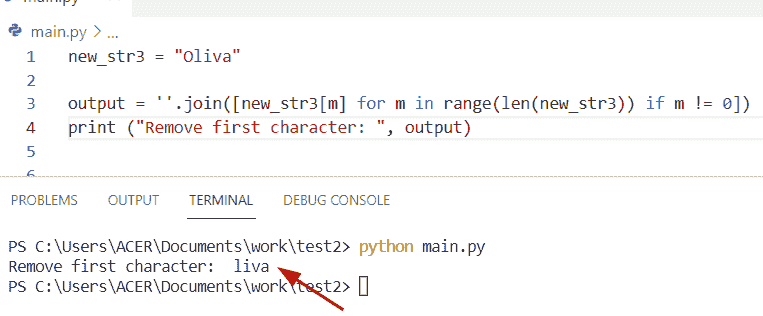 main.py
main.py > ...
1 new_str3 = "Oliva"
2
3 output = ''.join([new_str3[m] for m in range(len(new_str3)) if m != 0])
4 print ("Remove first character: ", output)
5
6
PROBLEMS OUTPUT TERMINAL DEBUG CONSOLE
PS C:\Users\ACER\Documents\work\test2> python main.py
Remove first character:  liva
PS C:\Users\ACER\Documents\work\test2>